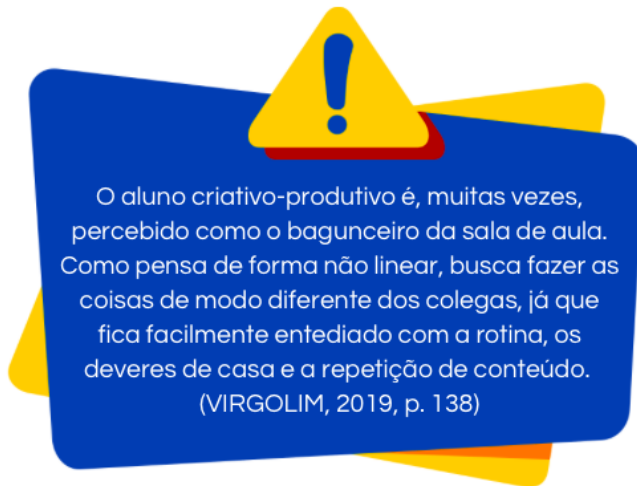 !
O aluno criativo-produtivo é, muitas vezes,
percebido como o bagunceiro da sala de aula.
Como pensa de forma não linear, busca fazer as
coisas de modo diferente dos colegas, já que
fica facilmente entediado com a rotina, os
deveres de casa e a repetição de conteúdo.
(VIRGOLIM, 2019, p. 138)